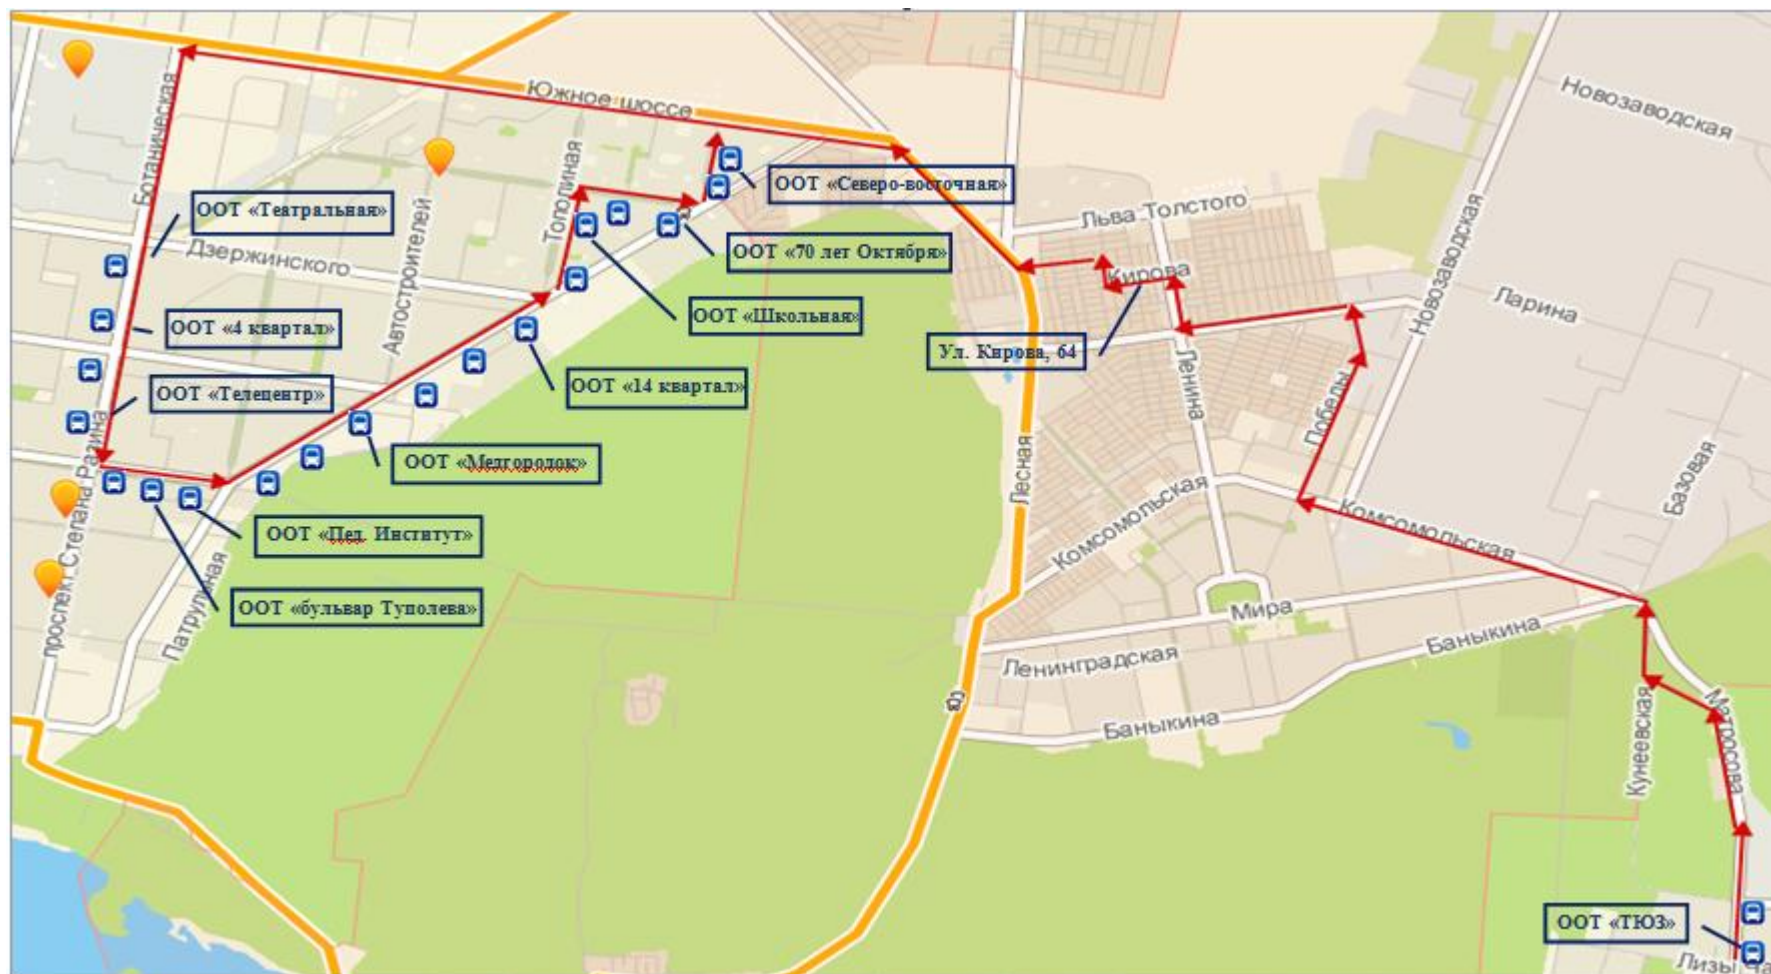 Южное шоссе
Новозаводская
Ботаническая
Тополиная
ООТ «Северо-восточная»
ООТ «Театральная»
Льва Толстого
Автостроителей
Дзержинского
ООТ «70 лет Октября»
Кирова
Новозаводская
Ларина
ООТ «Школьная»
ООТ «4 квартал»
Ул. Кирова, 64
ООТ «14 квартал»
Ленина
ООТ «Телецентр»
Победы
ООТ «Медгородок»
Лесная
Базовая
проспект Степана Разина
Комсомольская
Комсомольская
ООТ «Пед. Институт»
ООТ «бульвар Туполева»
Патрульная
Мира
Баныкина
Ленинградская
Баныкина
Кунеевская
Матросова
ООТ «ТЮЗ»
Лизы